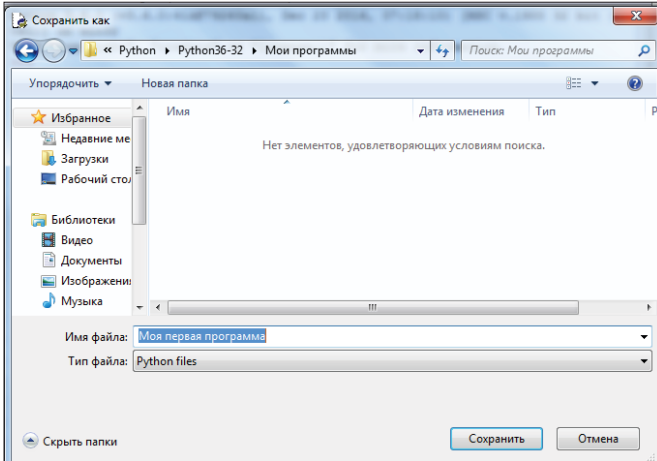 Сохранить как
« Python Python36-32 Мои программы Поиск: Мои программы
Упорядочить Новая папка
Имя Дата изменения Тип Р
Нет элементов, удовлетворяющих условиям поиска.
Избранное
Недавние ме
Загрузки
Рабочий стол
Библиотеки
Видео
Документы
Изображени
Музыка
Имя файла: Моя первая программа
Тип файла: Python files
Скрыть папки Сохранить Отмена